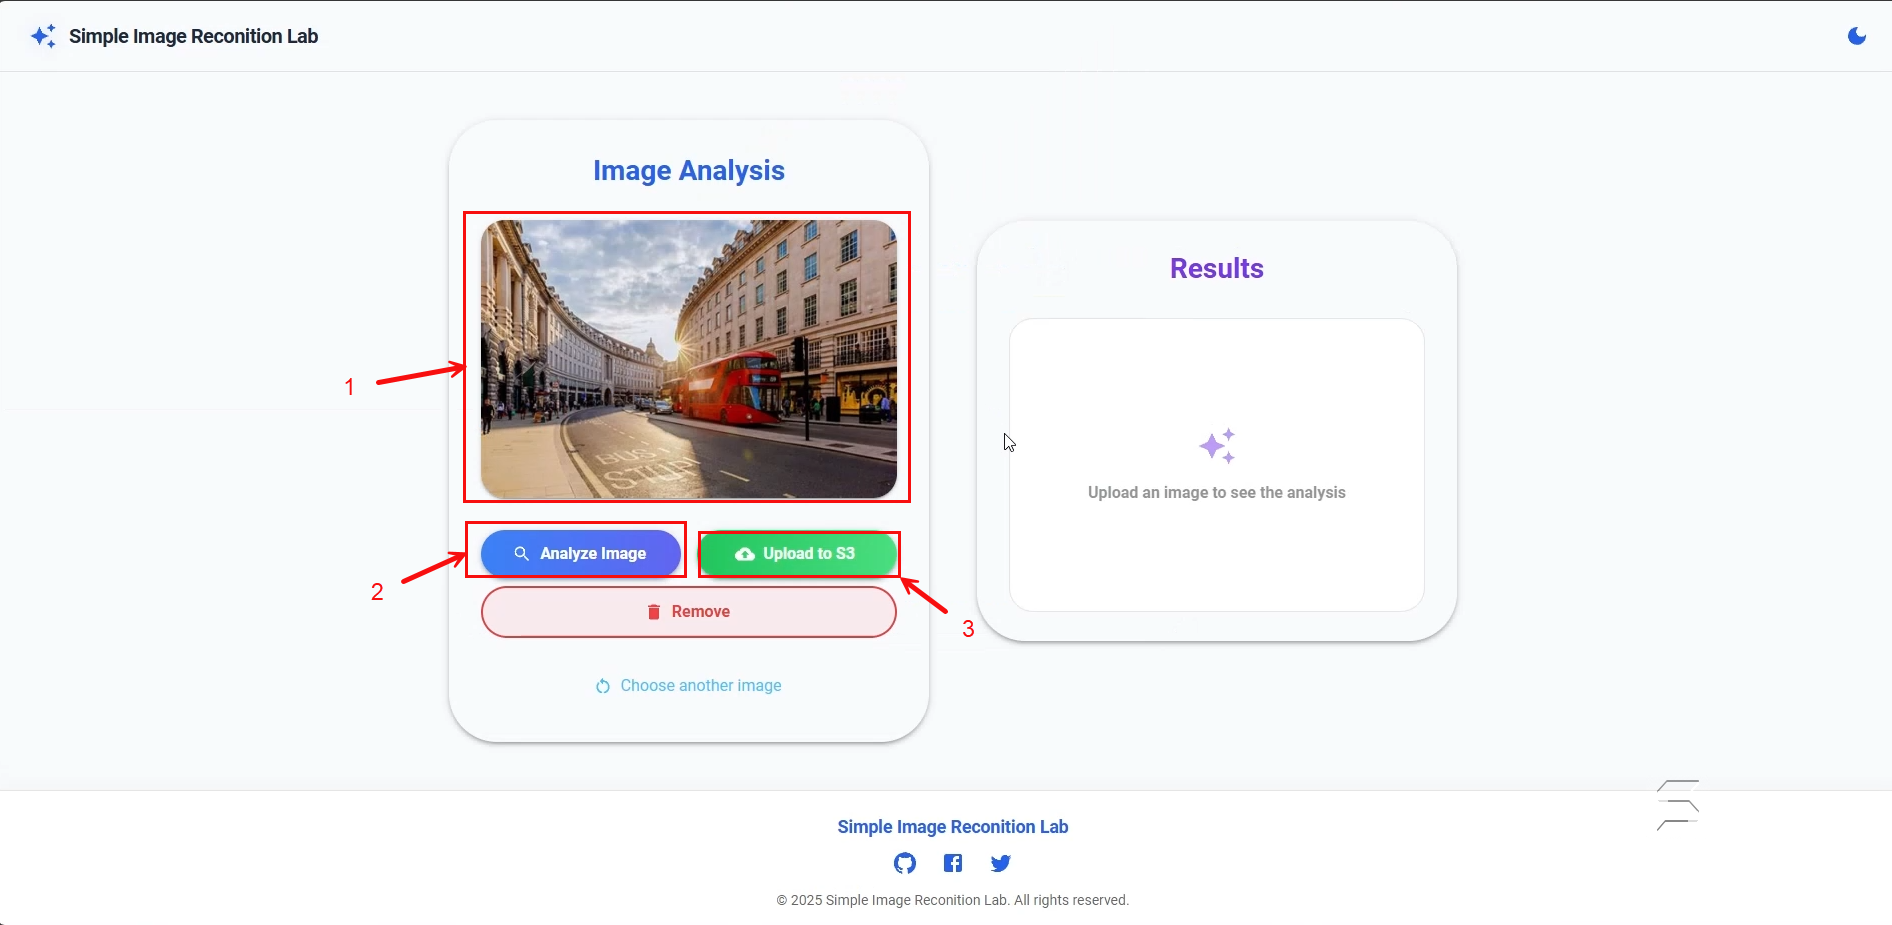 Simple Image Reconition Lab
Image Analysis
BUS
STOP
1
2
Analyze Image
Upload to S3
3
Remove
Choose another image
Results
Upload an image to see the analysis
Simple Image Reconition Lab
© 2025 Simple Image Reconition Lab. All rights reserved.